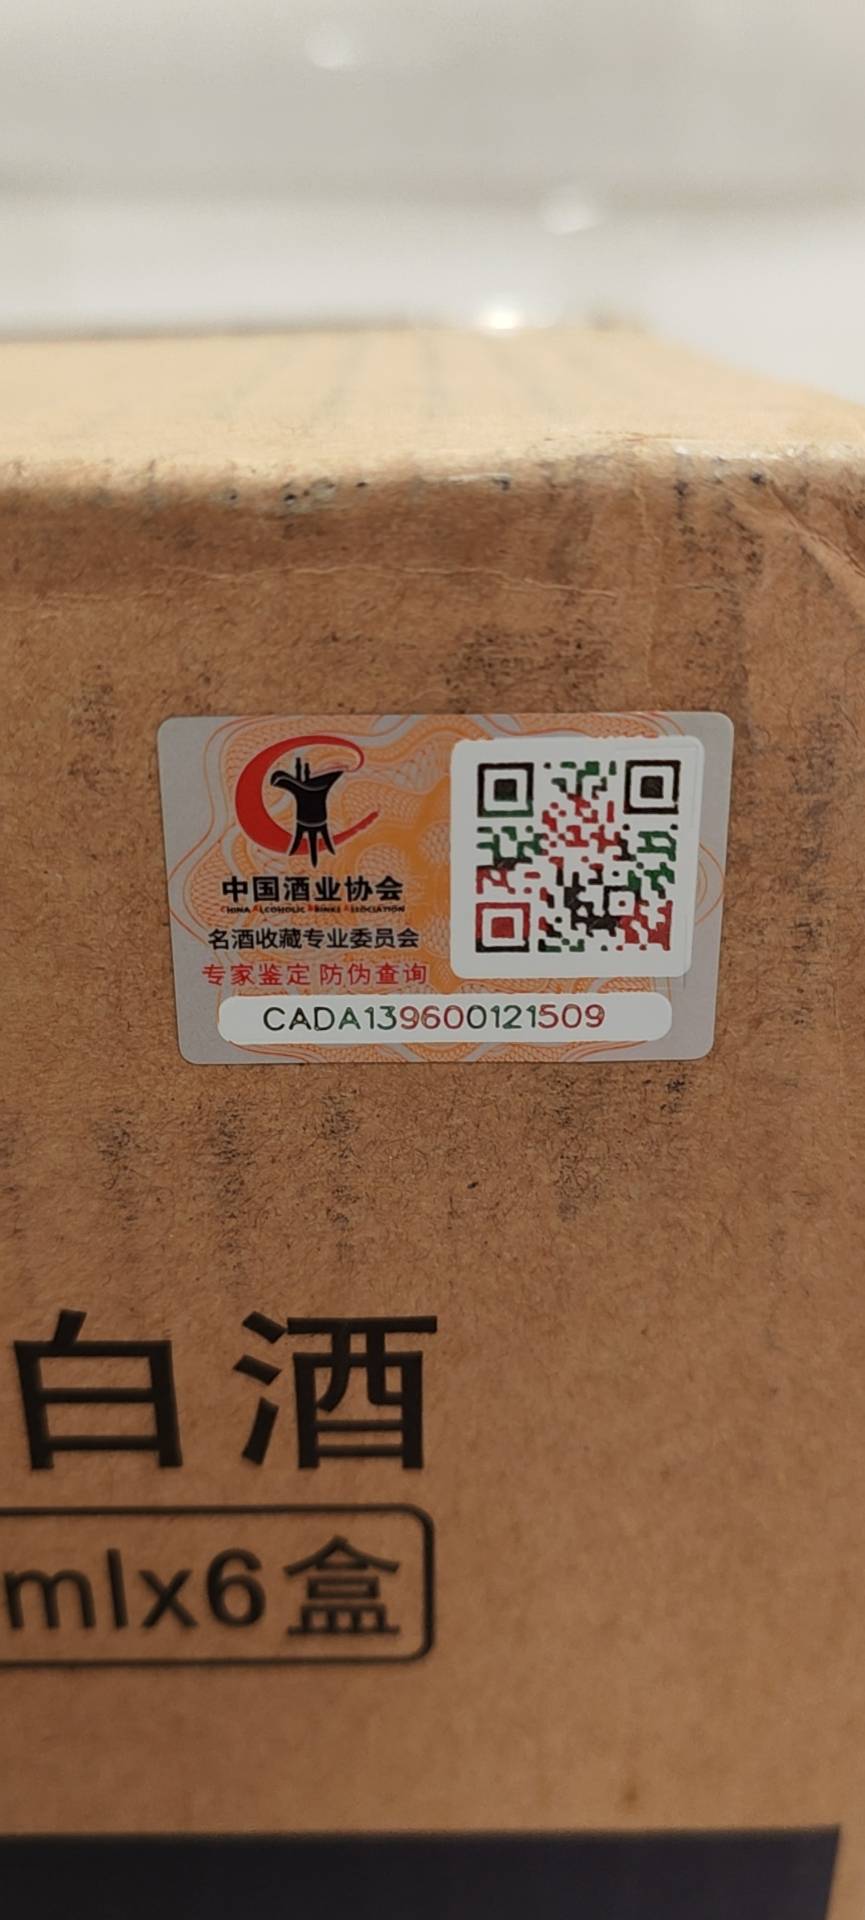 中国酒业协会
CHINA ALCOHOLIC DRINKS ASSOCIATION
名酒收藏专业委员会
专家鉴定 防伪查询
CADA139600121509
白酒
mlx6盒